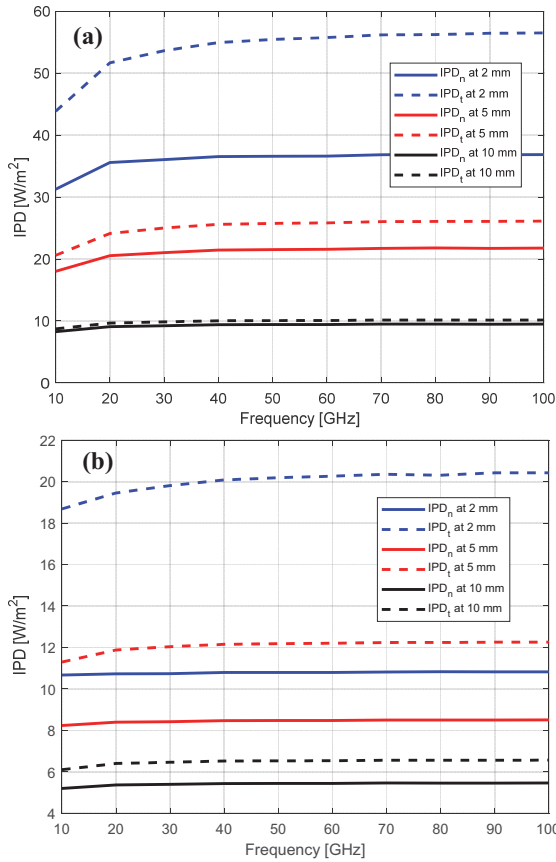 (a)
60
50
40
30
20
10
0
IPD [W/m²]
IPDₙ at 2 mm
IPDₜ at 2 mm
IPDₙ at 5 mm
IPDₜ at 5 mm
IPDₙ at 10 mm
IPDₜ at 10 mm
10 20 30 40 50 60 70 80 90 100
Frequency [GHz]
(b)
22
20
18
16
14
12
10
8
6
4
IPD [W/m²]
IPDₙ at 2 mm
IPDₜ at 2 mm
IPDₙ at 5 mm
IPDₜ at 5 mm
IPDₙ at 10 mm
IPDₜ at 10 mm
10 20 30 40 50 60 70 80 90 100
Frequency [GHz]